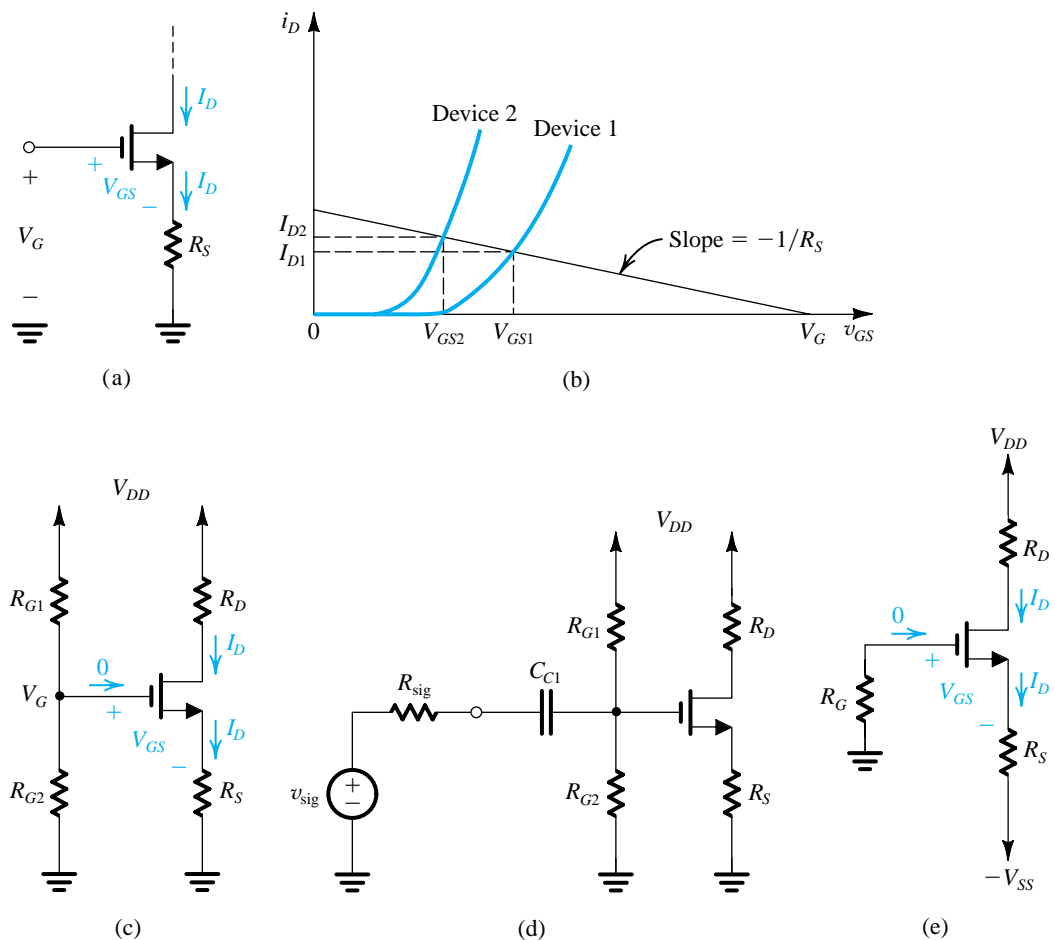 I_D
+
V_GS
−
I_D
+
V_G
−
R_S
(a)
i_D
Device 2
Device 1
I_D2
I_D1
Slope = −1/R_S
0
V_GS2
V_GS1
V_G
v_GS
(b)
V_DD
R_G1
R_D
I_D
0
V_G
+
V_GS
−
I_D
R_G2
R_S
(c)
V_DD
R_G1
R_D
C_C1
R_sig
v_sig
+
−
R_G2
R_S
(d)
V_DD
R_D
I_D
0
+
V_GS
−
I_D
R_G
R_S
−V_SS
(e)